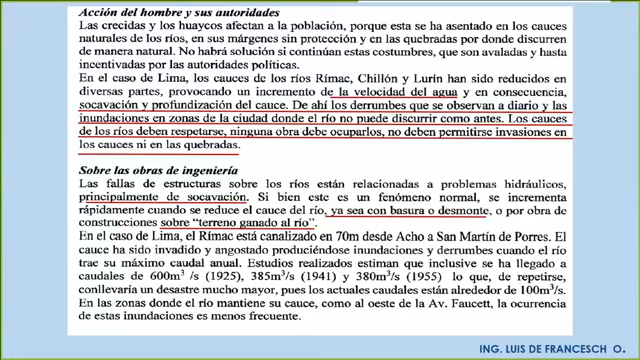 Acción del hombre y sus autoridades
Las crecidas y los huaycos afectan a la población, porque esta se ha asentado en los cauces
naturales de los ríos, en sus márgenes sin protección y en las quebradas por donde discurren
de manera natural. No habrá solución si continúan estas costumbres, que son avaladas y hasta
incentivadas por las autoridades políticas.
En el caso de Lima, los cauces de los ríos Rímac, Chillón y Lurín han sido reducidos en
diversas partes, provocando un incremento de la velocidad del agua y en consecuencia,
socavación y profundización del cauce. De ahí los derrumbes que se observan a diario y las
inundaciones en zonas de la ciudad donde el río no puede discurrir como antes. Los cauces
de los ríos deben respetarse, ninguna obra debe ocuparlos, no deben permitirse invasiones en
los cauces ni en las quebradas.
Sobre las obras de ingeniería
Las fallas de estructuras sobre los ríos están relacionadas a problemas hidráulicos,
principalmente de socavación. Si bien este es un fenómeno normal, se incrementa
rápidamente cuando se reduce el cauce del río, ya sea con basura o desmonte, o por obra de
construcciones sobre "terreno ganado al río".
En el caso de Lima, el Rímac está canalizado en 70m desde Acho a San Martín de Porres. El
cauce ha sido invadido y angostado produciéndose inundaciones y derrumbes cuando el río
trae su máximo caudal anual. Estudios realizados estiman que inclusive se ha llegado a
caudales de 600m³/s (1925), 385m³/s (1941) y 380m³/s (1955) lo que, de repetirse,
conllevaría un desastre mucho mayor, pues los actuales caudales están alrededor de 100m³/s.
En las zonas donde el río mantiene su cauce, como al oeste de la Av. Faucett, la ocurrencia
de estas inundaciones es menos frecuente.
ING. LUIS DE FRANCESCH O.